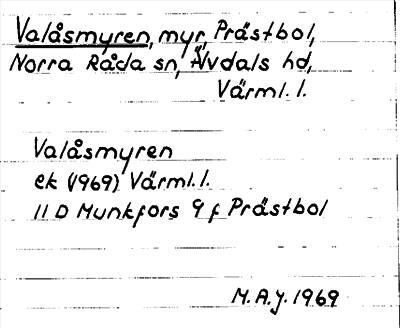 Valåsmyren, myr, Prästbol,
Norra Råda sn, Älvdals hd,
Värml. l.
Valåsmyren
ek (1969) Värml. l.
11 D Munkfors 9 f Prästbol
M.A.J. 1969